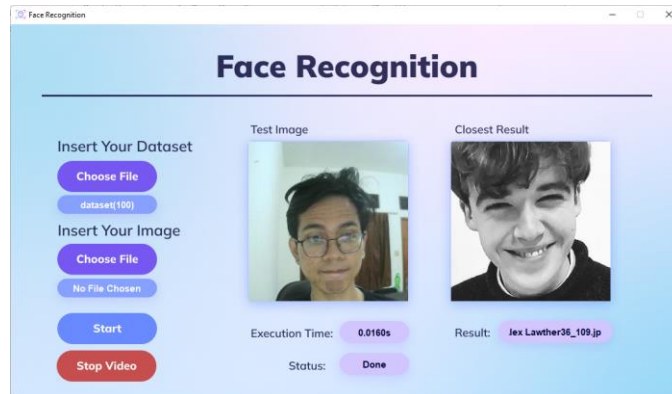 Face Recognition
Face Recognition
Insert Your Dataset
Choose File
dataset(100)
Insert Your Image
Choose File
No File Chosen
Start
Stop Video
Test Image
Execution Time: 0.0160s
Status: Done
Closest Result
Result: lex Lawther36_109.jp